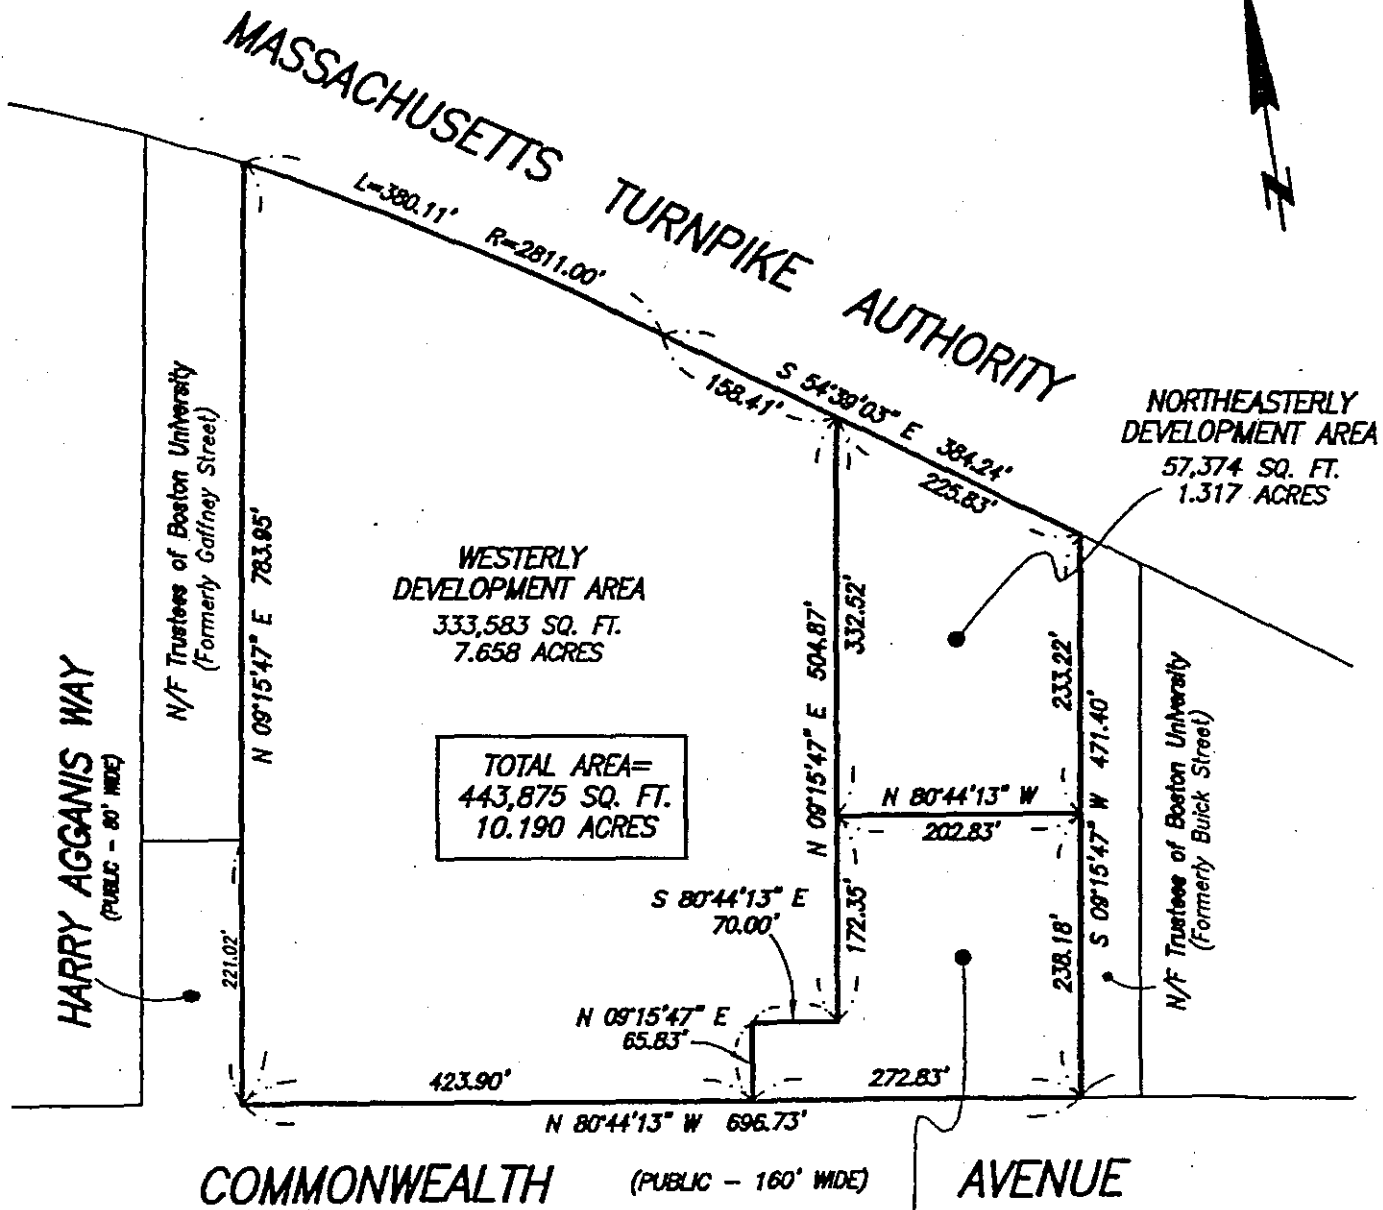 MASSACHUSETTS TURNPIKE AUTHORITY
L=380.11'
R=2811.00'
S 54°39'03" E 384.24'
158.41'
225.83'
NORTHEASTERLY
DEVELOPMENT AREA
57,374 SQ. FT.
1.317 ACRES
N/F Trustees of Boston University
(Formerly Gaffney Street)
N 09°15'47" E 783.95'
WESTERLY
DEVELOPMENT AREA
333,583 SQ. FT.
7.658 ACRES
N 09°15'47" E 504.87'
332.52'
233.22'
S 09°15'47" W 471.40'
N/F Trustees of Boston University
(Formerly Buick Street)
TOTAL AREA=
443,875 SQ. FT.
10.190 ACRES
N 80°44'13" W
202.83'
HARRY AGGANIS WAY
(PUBLIC - 80' WIDE)
221.02'
S 80°44'13" E
70.00'
172.35'
238.18'
N 09°15'47" E
65.83'
423.90'
272.83'
N 80°44'13" W 696.73'
COMMONWEALTH (PUBLIC - 160' WIDE) AVENUE
N